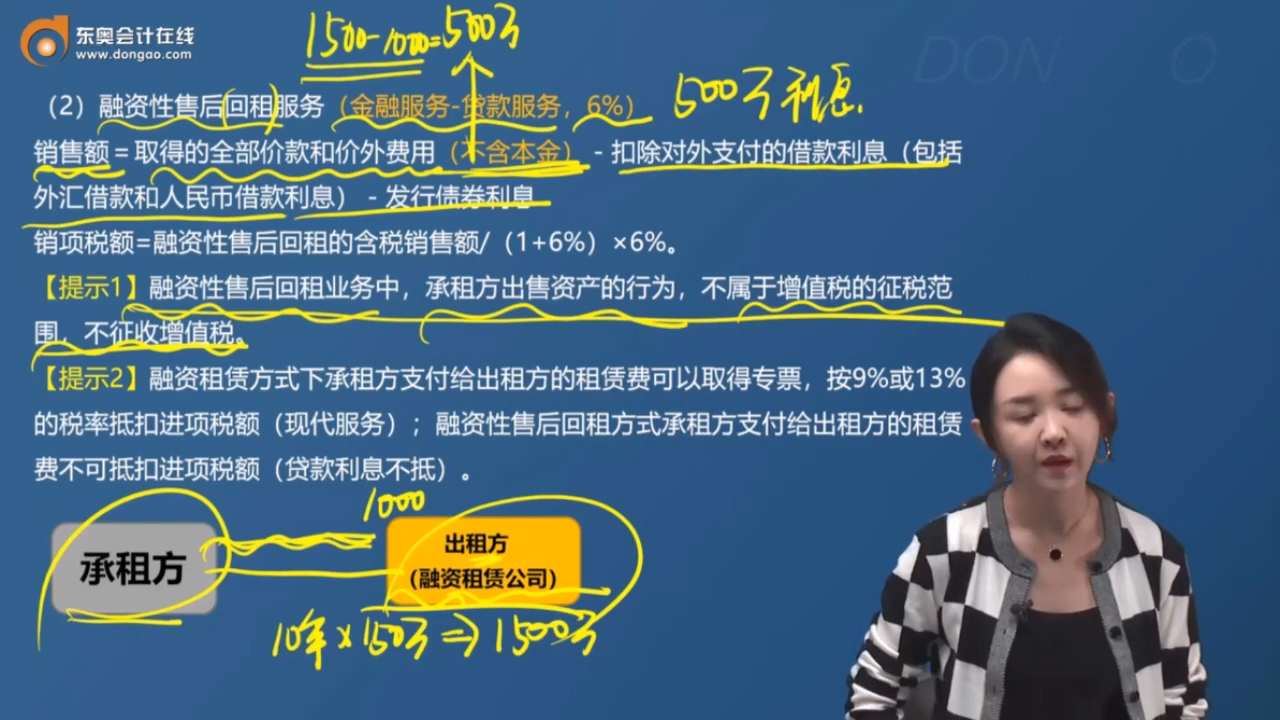 东奥会计在线
www.dongao.com
DON O
1500-1000=500万
(2)融资性售后回租服务(金融服务-贷款服务,6%)
500万利息
销售额=取得的全部价款和价外费用(不含本金)-扣除对外支付的借款利息(包括
外汇借款和人民币借款利息)-发行债券利息
销项税额=融资性售后回租的含税销售额/(1+6%)×6%。
【提示1】融资性售后回租业务中,承租方出售资产的行为,不属于增值税的征税范
围,不征收增值税。
【提示2】融资租赁方式下承租方支付给出租方的租赁费可以取得专票,按9%或13%
的税率抵扣进项税额(现代服务);融资性售后回租方式承租方支付给出租方的租赁
费不可抵扣进项税额(贷款利息不抵)。
1000
承租方
出租方
(融资租赁公司)
10年×150万⇒1500万